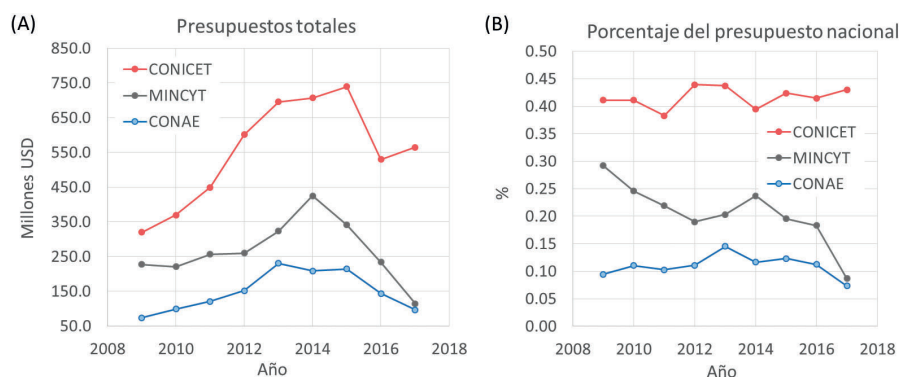 (A)
Presupuestos totales
850.0
750.0
650.0
550.0
450.0
350.0
250.0
150.0
50.0
Millones USD
CONICET
MINCYT
CONAE
2008 2010 2012 2014 2016 2018
Año
(B)
Porcentaje del presupuesto nacional
0.50
0.45
0.40
0.35
0.30
0.25
0.20
0.15
0.10
0.05
0.00
%
CONICET
MINCYT
CONAE
2008 2010 2012 2014 2016 2018
Año